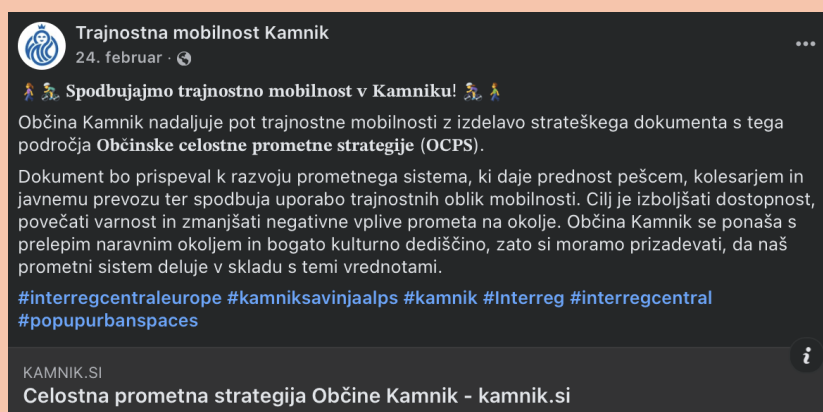 Trajnostna mobilnost Kamnik
24. februar ·
Spodbujajmo trajnostno mobilnost v Kamniku!
Občina Kamnik nadaljuje pot trajnostne mobilnosti z izdelavo strateškega dokumenta s tega
področja Občinske celostne prometne strategije (OCPS).
Dokument bo prispeval k razvoju prometnega sistema, ki daje prednost pešcem, kolesarjem in
javnemu prevozu ter spodbuja uporabo trajnostnih oblik mobilnosti. Cilj je izboljšati dostopnost,
povečati varnost in zmanjšati negativne vplive prometa na okolje. Občina Kamnik se ponaša s
prelepim naravnim okoljem in bogato kulturno dediščino, zato si moramo prizadevati, da naš
prometni sistem deluje v skladu s temi vrednotami.
#interregcentraleurope #kamniksavinjaalps #kamnik #Interreg #interregcentral
#popupurbanspaces
KAMNIK.SI
Celostna prometna strategija Občine Kamnik - kamnik.si